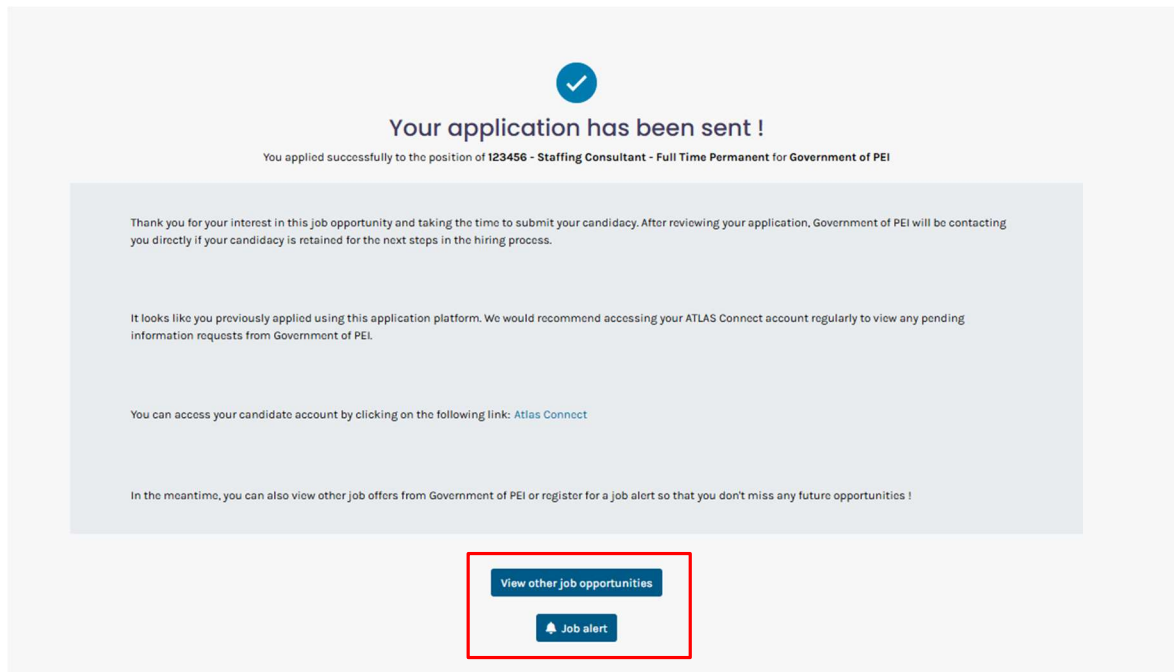 Your application has been sent !
You applied successfully to the position of 123456 - Staffing Consultant - Full Time Permanent for Government of PEI
Thank you for your interest in this job opportunity and taking the time to submit your candidacy. After reviewing your application, Government of PEI will be contacting
you directly if your candidacy is retained for the next steps in the hiring process.
It looks like you previously applied using this application platform. We would recommend accessing your ATLAS Connect account regularly to view any pending
information requests from Government of PEI.
You can access your candidate account by clicking on the following link: Atlas Connect
In the meantime, you can also view other job offers from Government of PEI or register for a job alert so that you don't miss any future opportunities !
View other job opportunities
Job alert